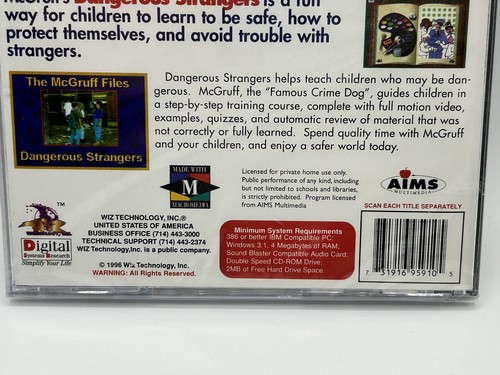 McGruff's Dangerous Strangers is a fun
way for children to learn to be safe, how to
protect themselves, and avoid trouble with
strangers.
The McGruff Files
Dangerous Strangers
Dangerous Strangers helps teach children who may be dan-
gerous. McGruff, the "Famous Crime Dog", guides children in
a step-by-step training course, complete with full motion video,
examples, quizzes, and automatic review of material that was
not correctly or fully learned. Spend quality time with McGruff
and your children, and enjoy a safer world today.
MADE WITH
M
MACROMEDIA
Licensed for private home use only.
Public performance of any kind, including
but not limited to schools and libraries,
is strictly prohibited. Program licensed
from AIMS Multimedia
AIMS
MULTIMEDIA
SCAN EACH TITLE SEPARATELY
TM
Digital
Systems Research
Simplify Your Life
WIZ TECHNOLOGY, INC.®
UNITED STATES OF AMERICA
BUSINESS OFFICE (714) 443-3000
TECHNICAL SUPPORT (714) 443-2374
WIZ Technology,Inc. is a public company.
© 1996 Wiz Technology, Inc.
WARNING: All Rights Reserved.
Minimum System Requirements
386 or better IBM Compatible PC;
Windows 3.1, 4 Megabytes of RAM;
Sound Blaster Compatible Audio Card;
Double Speed CD-ROM Drive;
2MB of Free Hard Drive Space.
7 31916 95910 5